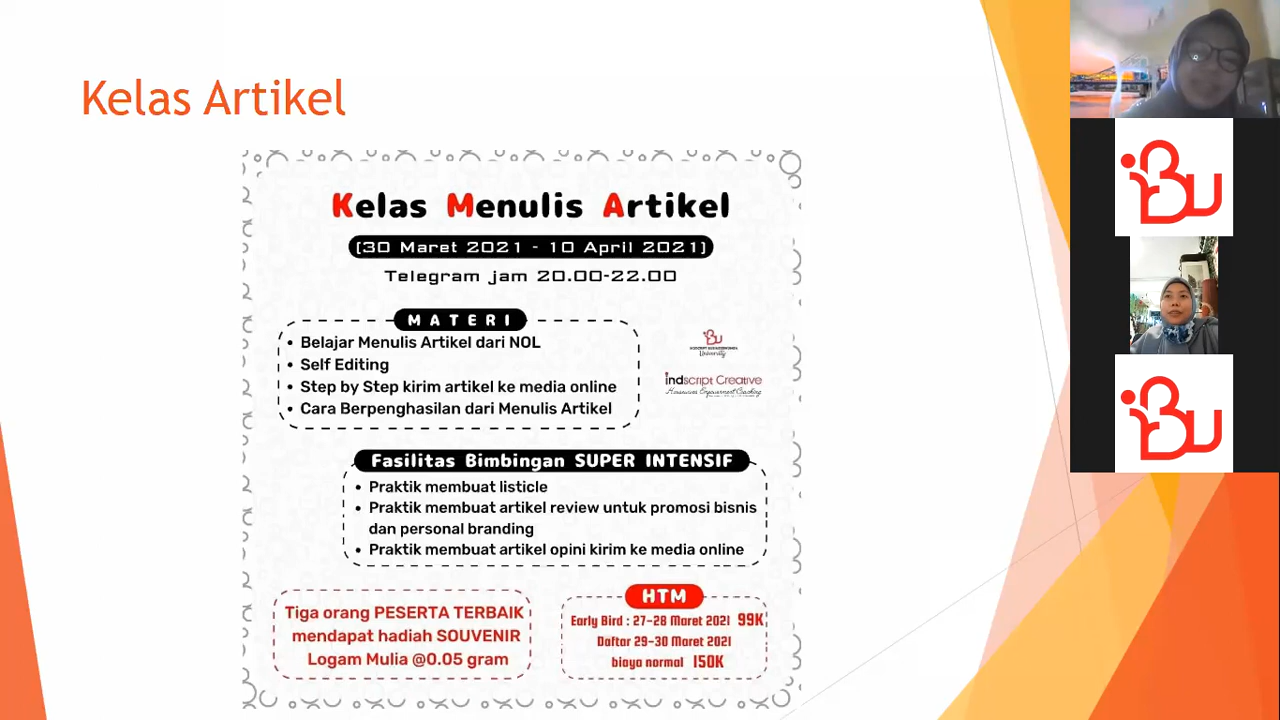 Kelas Artikel
Kelas Menulis Artikel
(30 Maret 2021 - 10 April 2021)
Telegram jam 20.00-22.00
MATERI
• Belajar Menulis Artikel dari NOL
• Self Editing
• Step by Step kirim artikel ke media online
• Cara Berpenghasilan dari Menulis Artikel
University
indscript Creative
Fasilitas Bimbingan SUPER INTENSIF
• Praktik membuat listicle
• Praktik membuat artikel review untuk promosi bisnis
dan personal branding
• Praktik membuat artikel opini kirim ke media online
Tiga orang PESERTA TERBAIK
mendapat hadiah SOUVENIR
Logam Mulia @0.05 gram
HTM
Early Bird : 27-28 Maret 2021 99K
Daftar 29-30 Maret 2021
biaya normal 150K